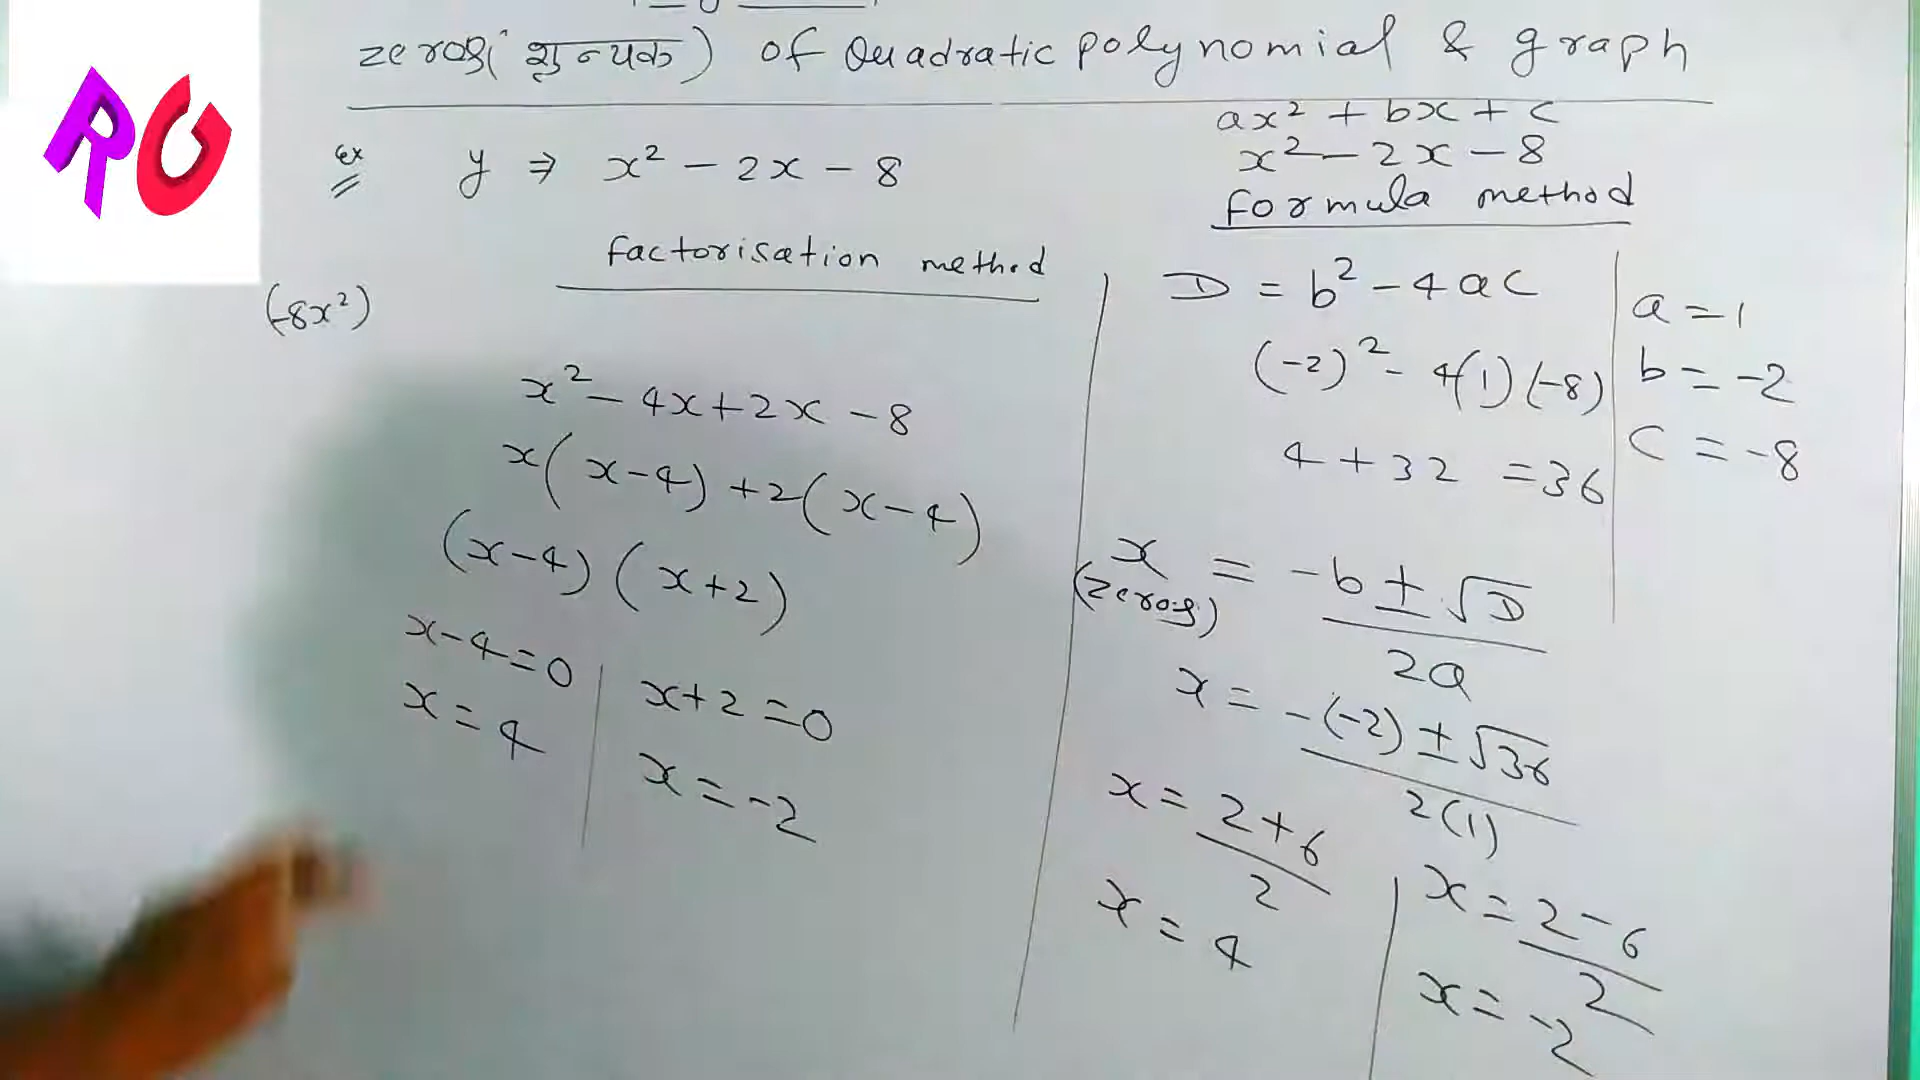 RG
zeros (शुन्यक) of Quadratic polynomial & graph
Ex
y ⇒ x² - 2x - 8
factorisation method
(-8x²)
x² - 4x + 2x - 8
x(x-4) + 2(x-4)
(x-4) (x+2)
x-4=0
x=4
x+2=0
x=-2
ax² + bx + c
x² - 2x - 8
formula method
D = b² - 4ac
(-2)² - 4(1)(-8)
4 + 32 = 36
a = 1
b = -2
c = -8
x = -b ± √D / 2a
(zeros)
x = -(-2) ± √36 / 2(1)
x = 2+6 / 2
x = 4
x = 2-6 / 2
x = -2